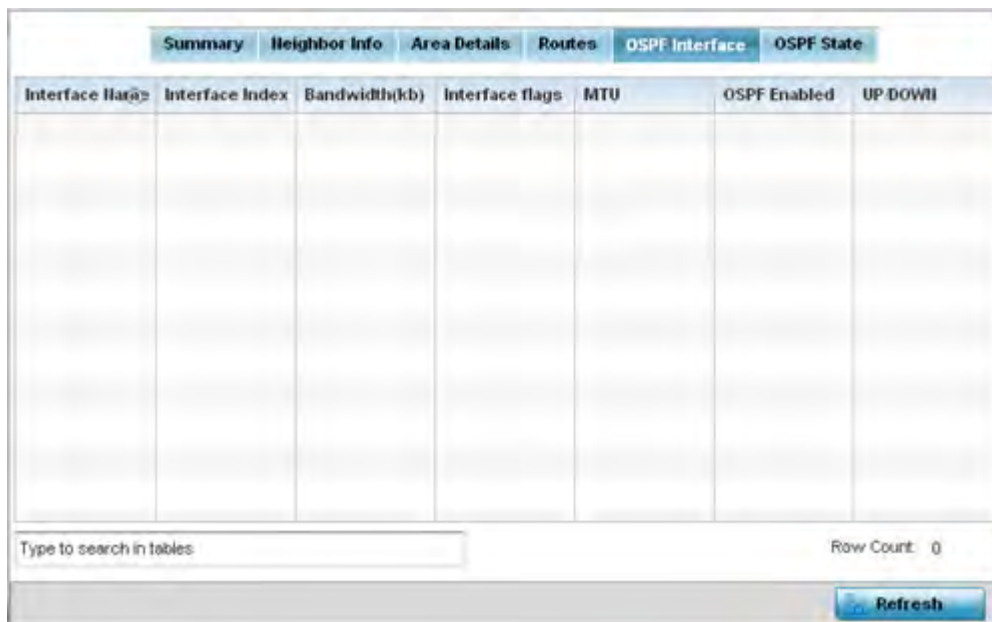 Summary Neighbor Info Area Details Routes OSPF Interface OSPF State
Interface Name Interface Index Bandwidth(kb) Interface flags MTU OSPF Enabled UP/DOWN
Type to search in tables
Row Count: 0
Refresh